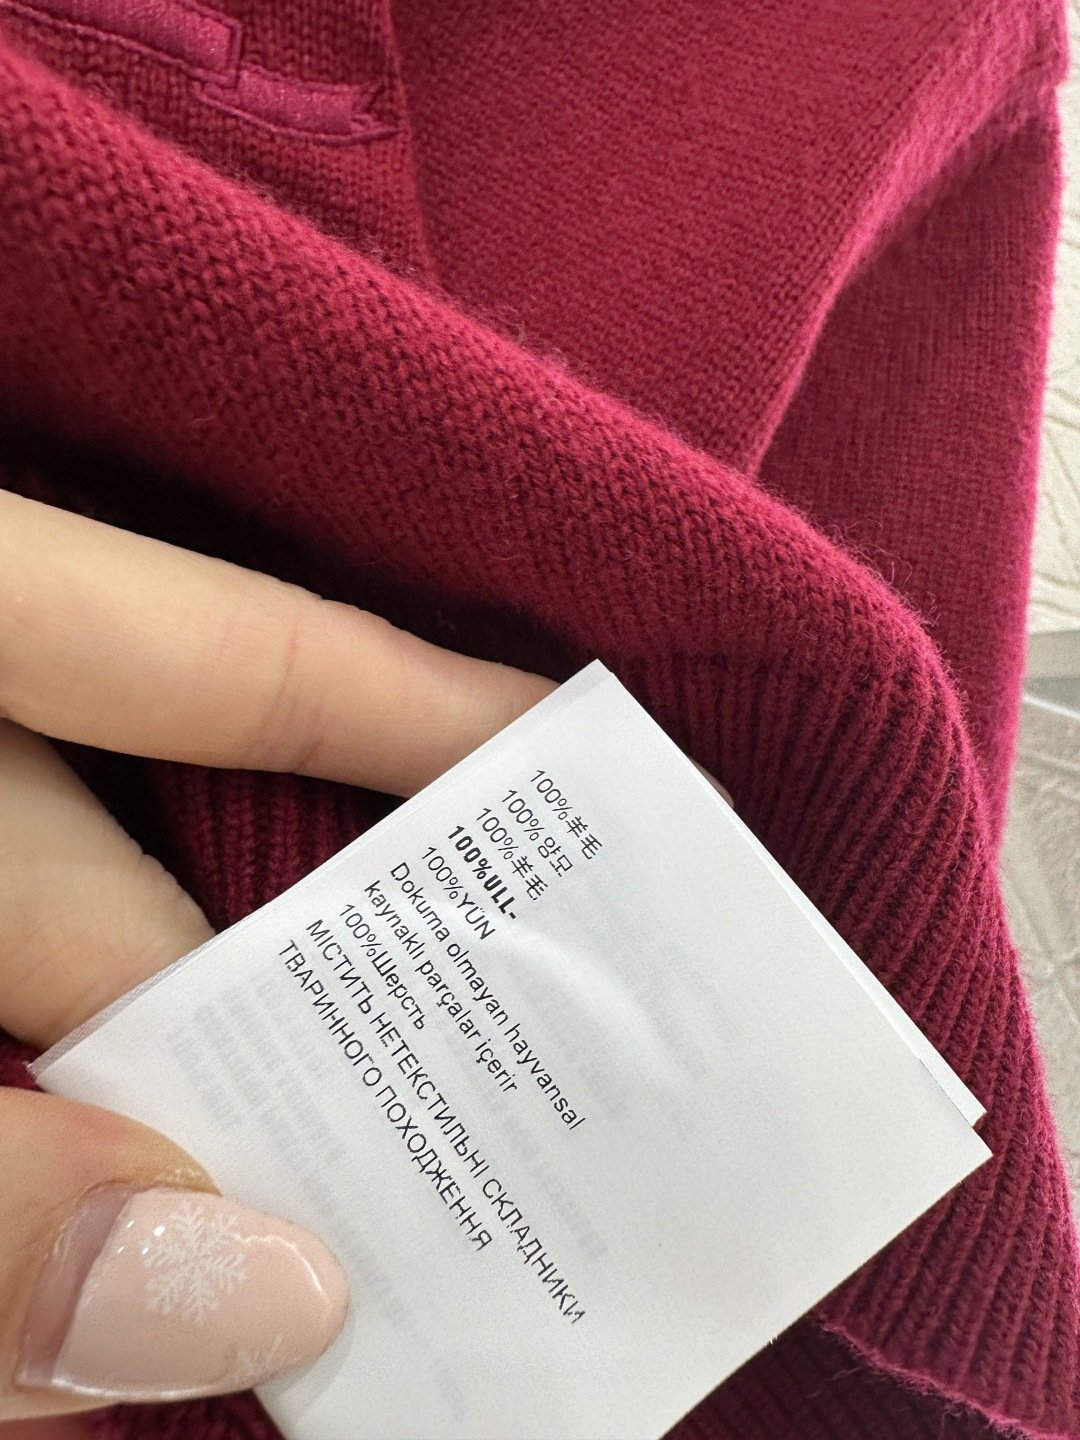 100%羊毛
100%양모
100%羊毛
100%ULL-
100%YÜN
Dokuma olmayan hayvansal
kaynaklı parçalar içerir
100%Шерсть
МІСТИТЬ НЕТЕКСТИЛЬНІ СКЛАДНИКИ
ТВАРИННОГО ПОХОДЖЕННЯ